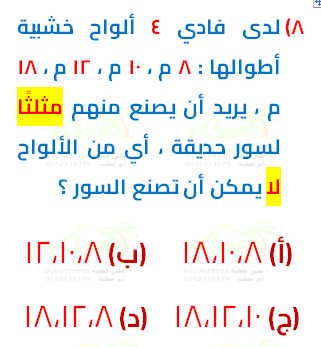 ٨) لدى فادي ٤ ألواح خشبية
أطوالها : ٨ م ، ١٠ م ، ١٢ م ، ١٨
م ، يريد أن يصنع منهم مثلثًا
لسور حديقة ، أي من الألواح
لا يمكن أن تصنع السور ؟
(أ) ١٨،١٠،٨ (ب) ١٢،١٠،٨
(ج) ١٨،١٢،١٠ (د) ١٨،١٢،٨